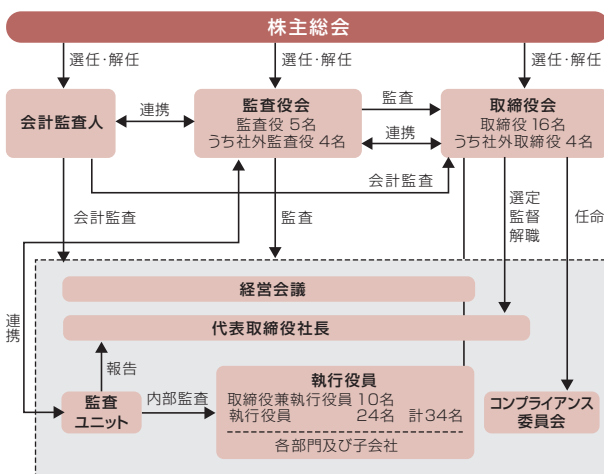 株主総会
選任・解任
選任・解任
選任・解任
会計監査人
連携
監査役会
監査役 5名
うち社外監査役 4名
監査
連携
取締役会
取締役 16名
うち社外取締役 4名
会計監査
会計監査
監査
選定
監督
解職
任命
経営会議
代表取締役社長
連携
報告
監査
ユニット
内部監査
執行役員
取締役兼執行役員 10名
執行役員 24名 計34名
各部門及び子会社
コンプライアンス
委員会